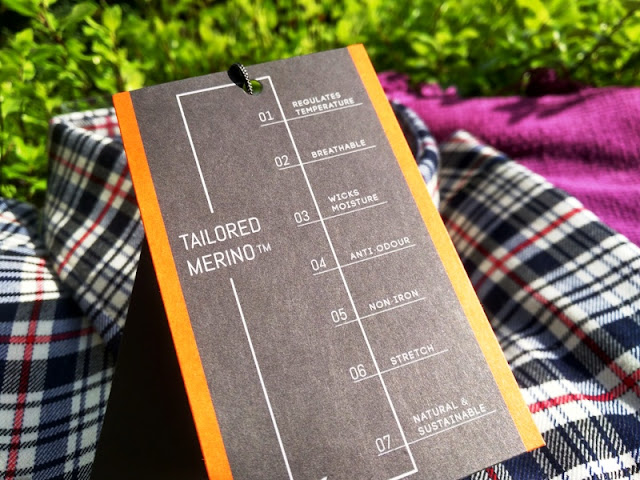 TAILORED
MERINO™
01 REGULATES
TEMPERATURE
02 BREATHABLE
03 WICKS
MOISTURE
04 ANTI.ODOUR
05 NON IRON
06 STRETCH
07 NATURAL &
SUSTAINABLE